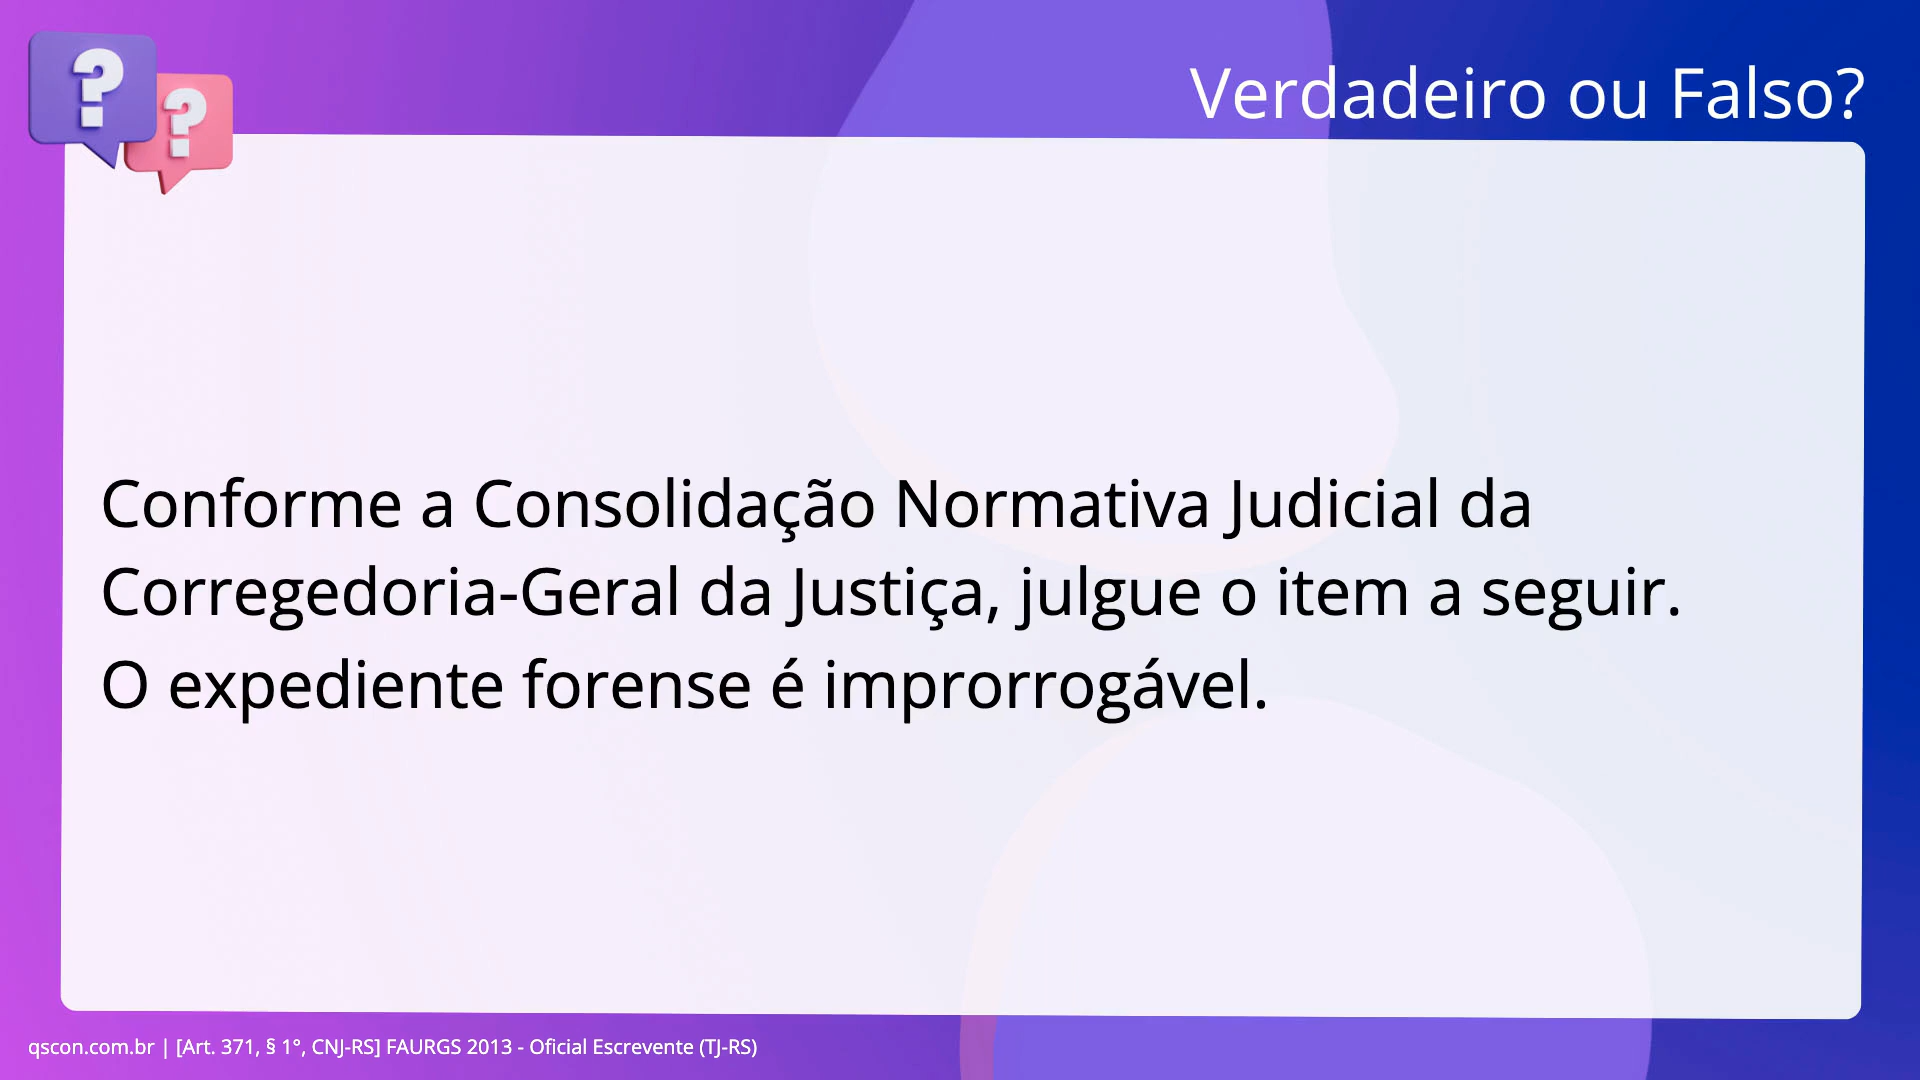 Verdadeiro ou Falso?
Conforme a Consolidação Normativa Judicial da
Corregedoria-Geral da Justiça, julgue o item a seguir.
O expediente forense é improrrogável.
qscon.com.br | [Art. 371, § 1°, CNJ-RS] FAURGS 2013 - Oficial Escrevente (TJ-RS)